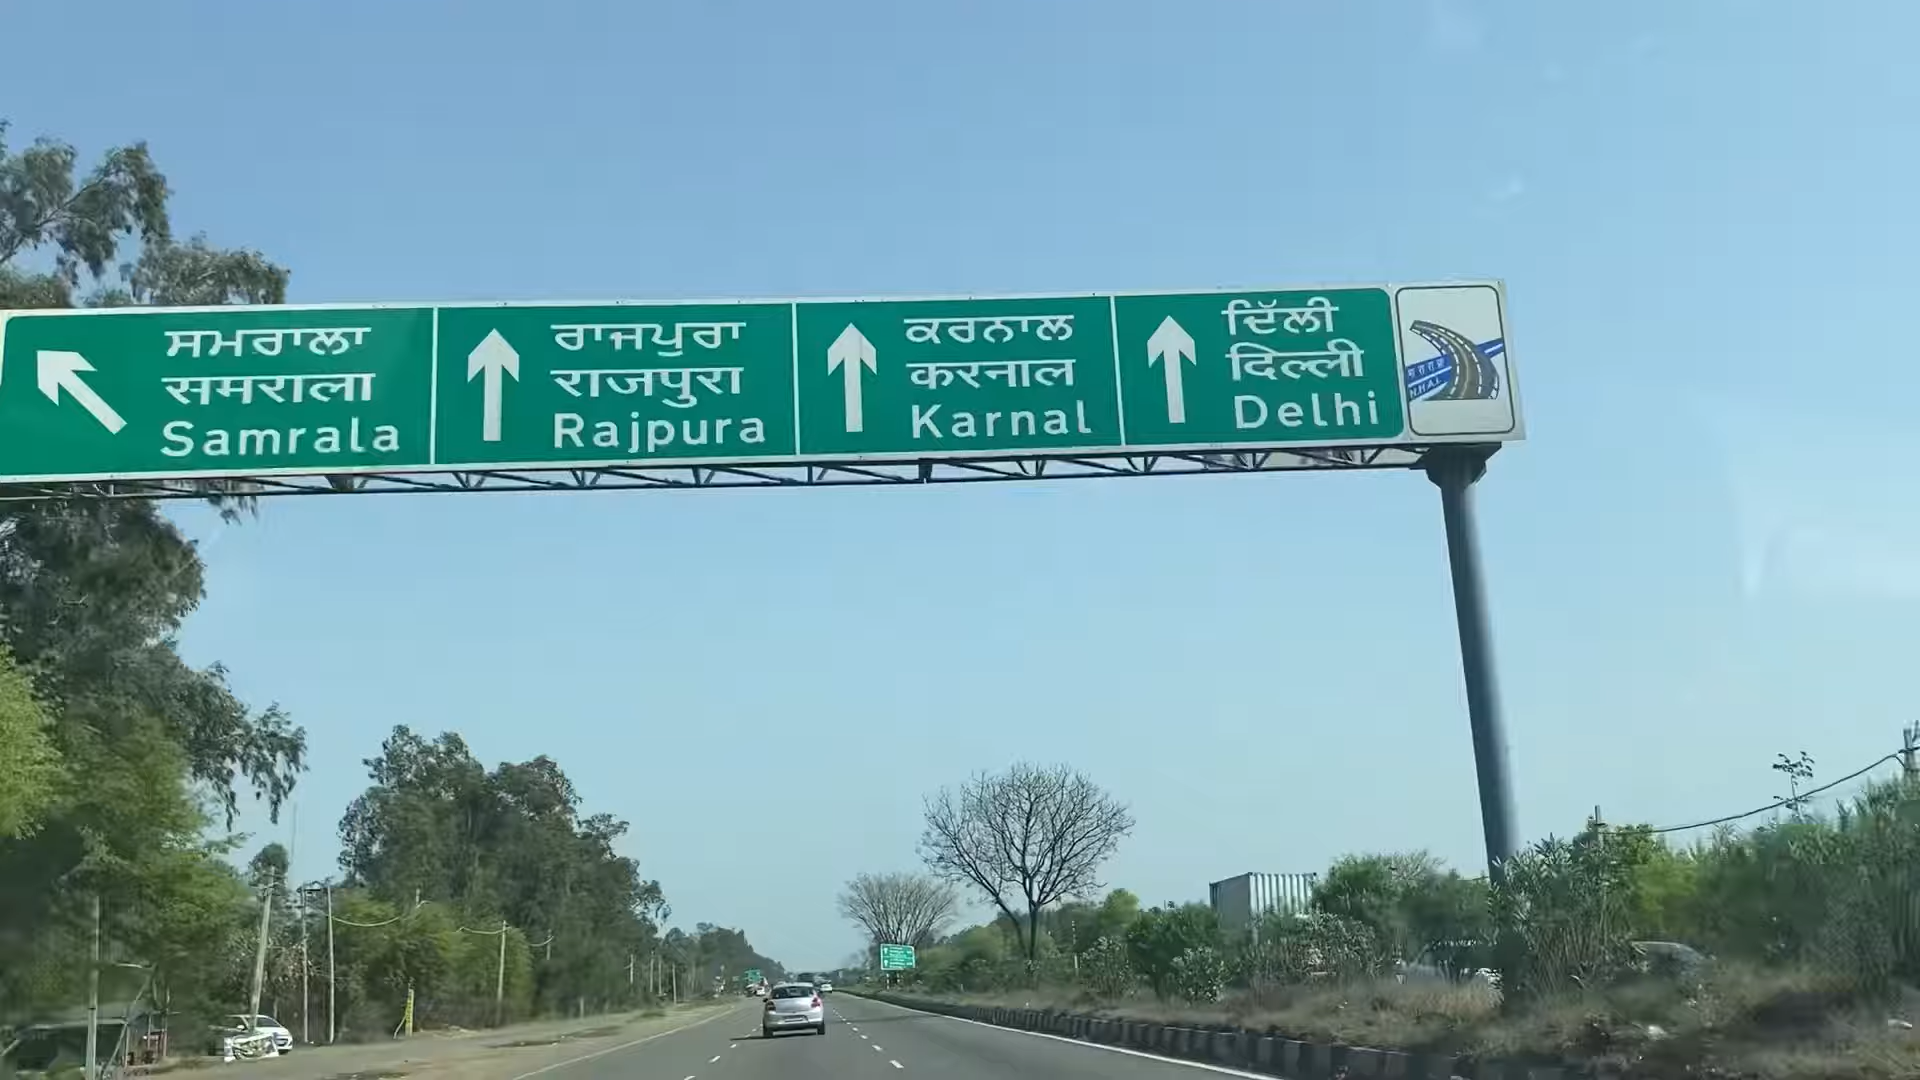 ਸਮਰਾਲਾ
समराला
Samrala
ਰਾਜਪੁਰਾ
राजपुरा
Rajpura
ਕਰਨਾਲ
करनाल
Karnal
ਦਿੱਲੀ
दिल्ली
Delhi
N.H.A.I.